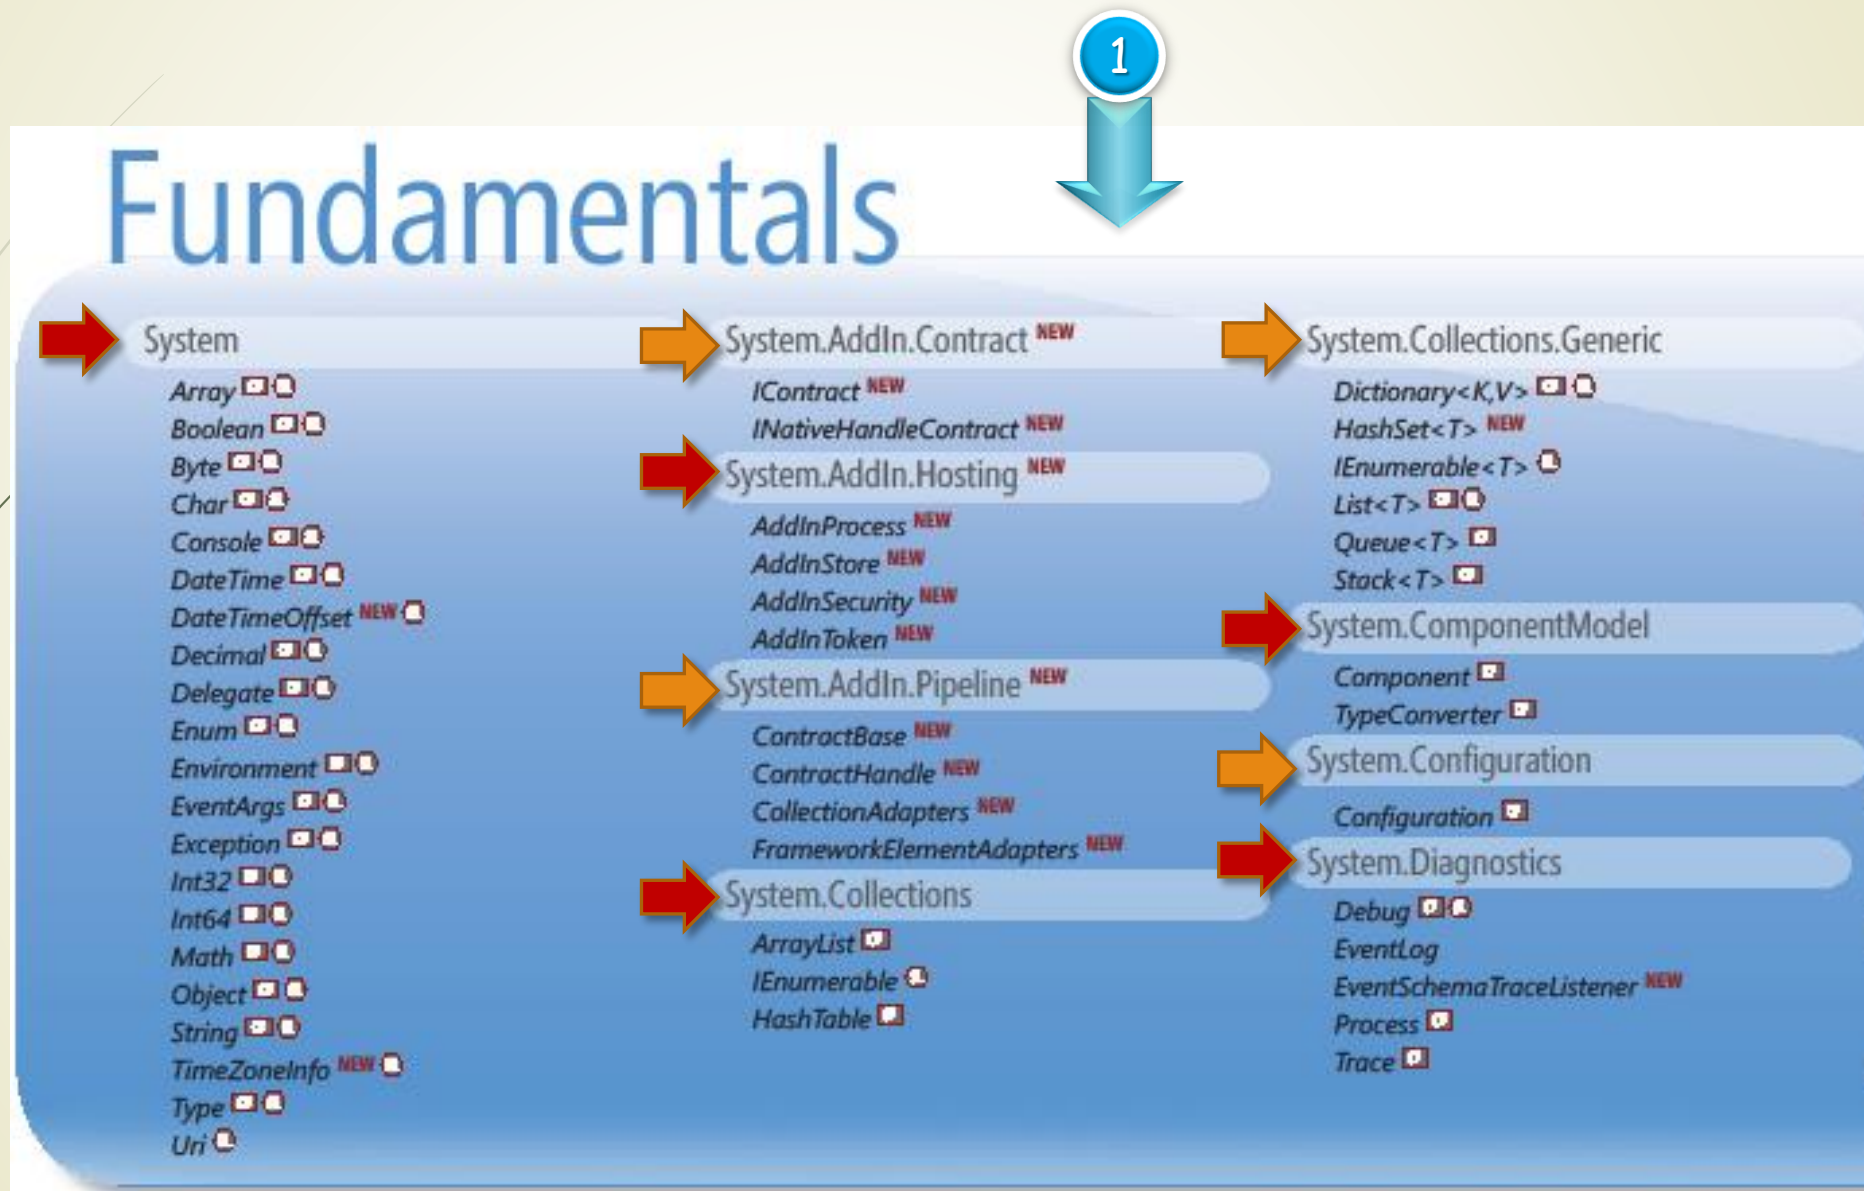 1
Fundamentals
System
Array
Boolean
Byte
Char
Console
DateTime
DateTimeOffset NEW
Decimal
Delegate
Enum
Environment
EventArgs
Exception
Int32
Int64
Math
Object
String
TimeZoneInfo NEW
Type
Uri
System.AddIn.Contract NEW
IContract NEW
INativeHandleContract NEW
System.AddIn.Hosting NEW
AddInProcess NEW
AddInStore NEW
AddInSecurity NEW
AddInToken NEW
System.AddIn.Pipeline NEW
ContractBase NEW
ContractHandle NEW
CollectionAdapters NEW
FrameworkElementAdapters NEW
System.Collections
ArrayList
IEnumerable
HashTable
System.Collections.Generic
Dictionary<K,V>
HashSet<T> NEW
IEnumerable<T>
List<T>
Queue<T>
Stack<T>
System.ComponentModel
Component
TypeConverter
System.Configuration
Configuration
System.Diagnostics
Debug
EventLog
EventSchemaTraceListener NEW
Process
Trace